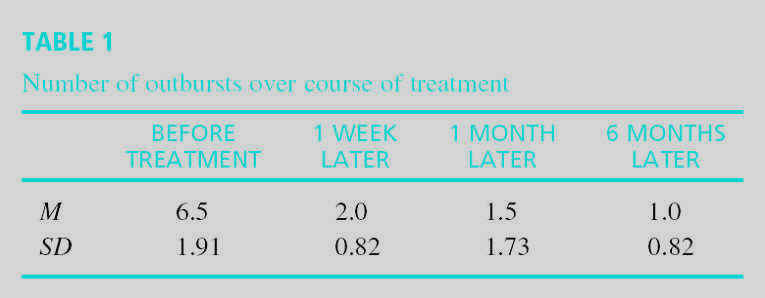 TABLE 1
Number of outbursts over course of treatment
BEFORE TREATMENT 1 WEEK LATER 1 MONTH LATER 6 MONTHS LATER
M 6.5 2.0 1.5 1.0
SD 1.91 0.82 1.73 0.82